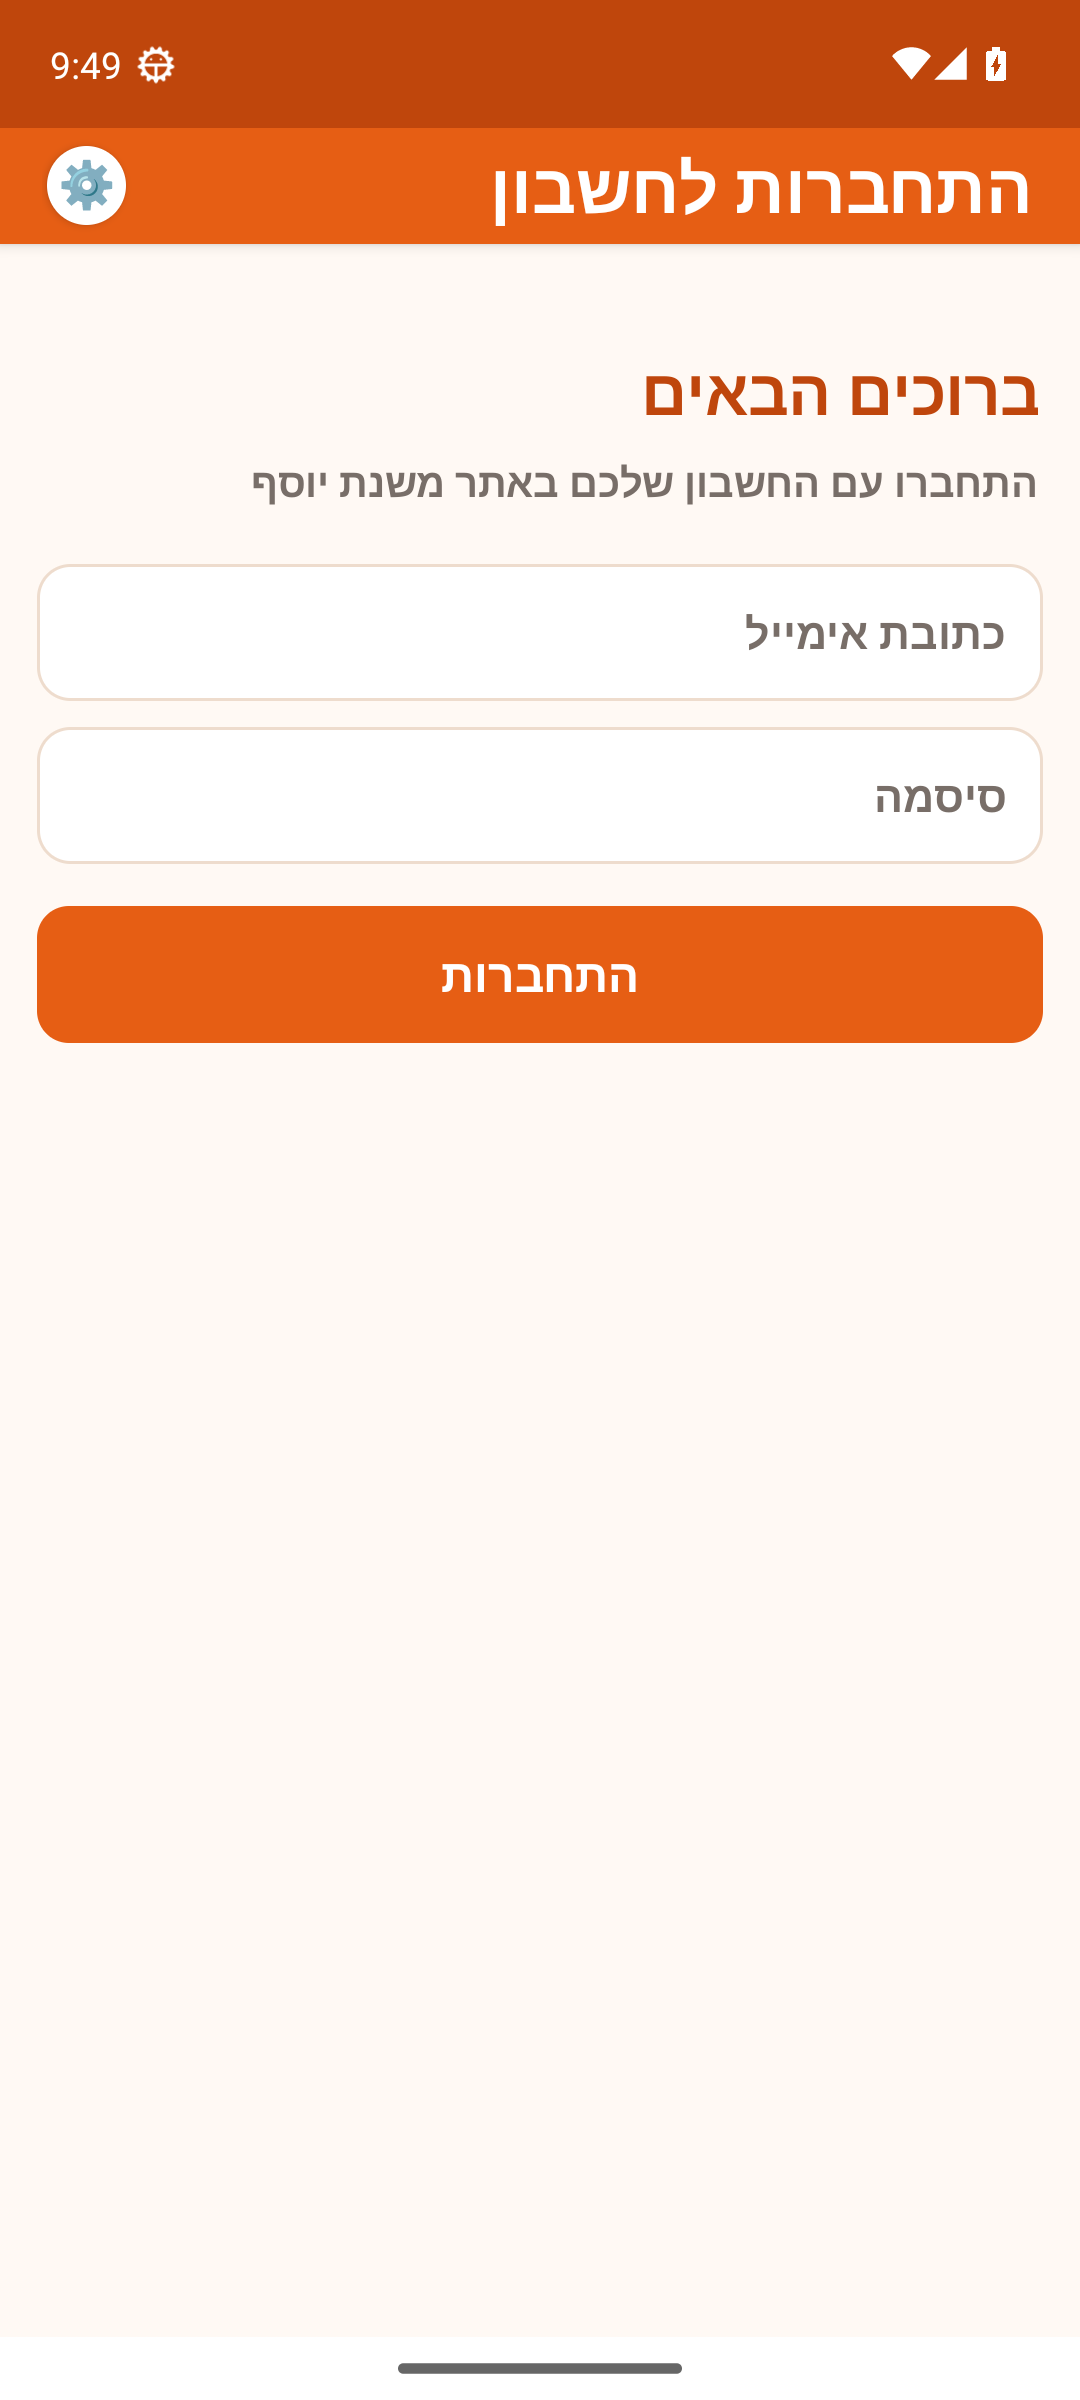 9:49
התחברות לחשבון
ברוכים הבאים
התחברו עם החשבון שלכם באתר משנת יוסף
כתובת אימייל
סיסמה
התחברות